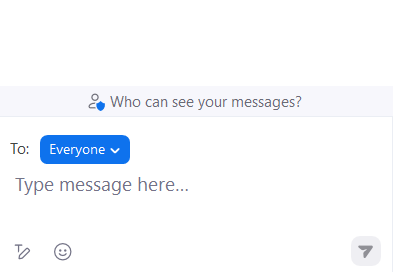 Who can see your messages?
To: Everyone
Type message here...